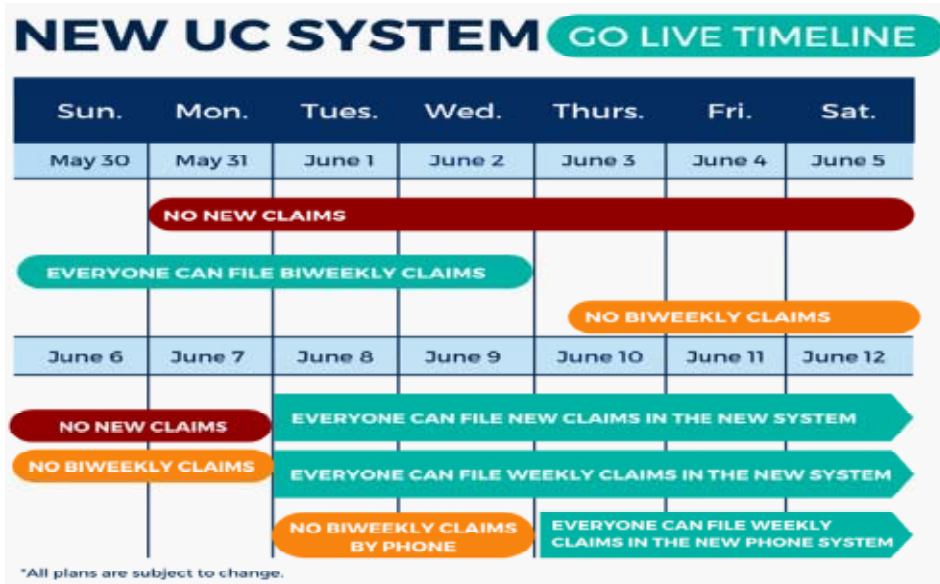 NEW UC SYSTEM GO LIVE TIMELINE
Sun. Mon. Tues. Wed. Thurs. Fri. Sat.
May 30 May 31 June 1 June 2 June 3 June 4 June 5
NO NEW CLAIMS
EVERYONE CAN FILE BIWEEKLY CLAIMS
NO BIWEEKLY CLAIMS
June 6 June 7 June 8 June 9 June 10 June 11 June 12
NO NEW CLAIMS
EVERYONE CAN FILE NEW CLAIMS IN THE NEW SYSTEM
NO BIWEEKLY CLAIMS
EVERYONE CAN FILE WEEKLY CLAIMS IN THE NEW SYSTEM
NO BIWEEKLY CLAIMS
BY PHONE
EVERYONE CAN FILE WEEKLY
CLAIMS IN THE NEW PHONE SYSTEM
*All plans are subject to change.